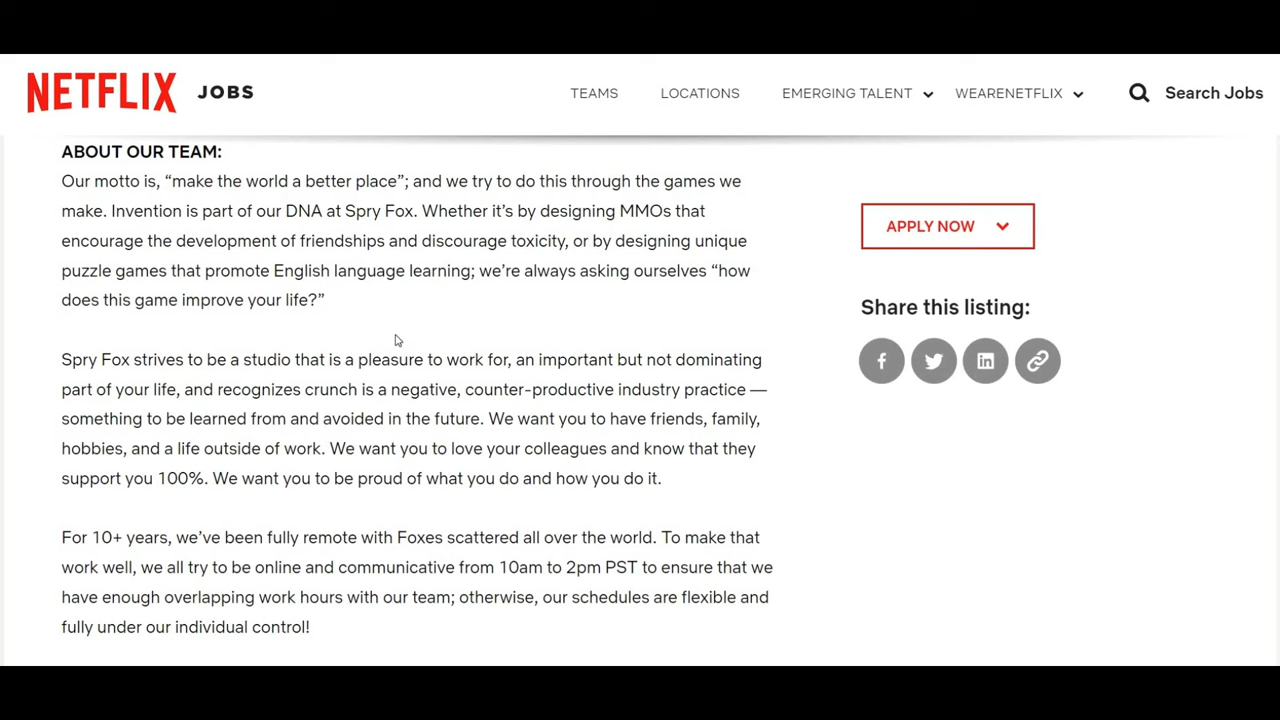 NETFLIX JOBS TEAMS LOCATIONS EMERGING TALENT WEARENETFLIX Search Jobs
ABOUT OUR TEAM:
Our motto is, “make the world a better place”; and we try to do this through the games we
make. Invention is part of our DNA at Spry Fox. Whether it’s by designing MMOs that
encourage the development of friendships and discourage toxicity, or by designing unique
puzzle games that promote English language learning; we’re always asking ourselves “how
does this game improve your life?”
Spry Fox strives to be a studio that is a pleasure to work for, an important but not dominating
part of your life, and recognizes crunch is a negative, counter-productive industry practice —
something to be learned from and avoided in the future. We want you to have friends, family,
hobbies, and a life outside of work. We want you to love your colleagues and know that they
support you 100%. We want you to be proud of what you do and how you do it.
For 10+ years, we’ve been fully remote with Foxes scattered all over the world. To make that
work well, we all try to be online and communicative from 10am to 2pm PST to ensure that we
have enough overlapping work hours with our team; otherwise, our schedules are flexible and
fully under our individual control!
APPLY NOW
Share this listing: